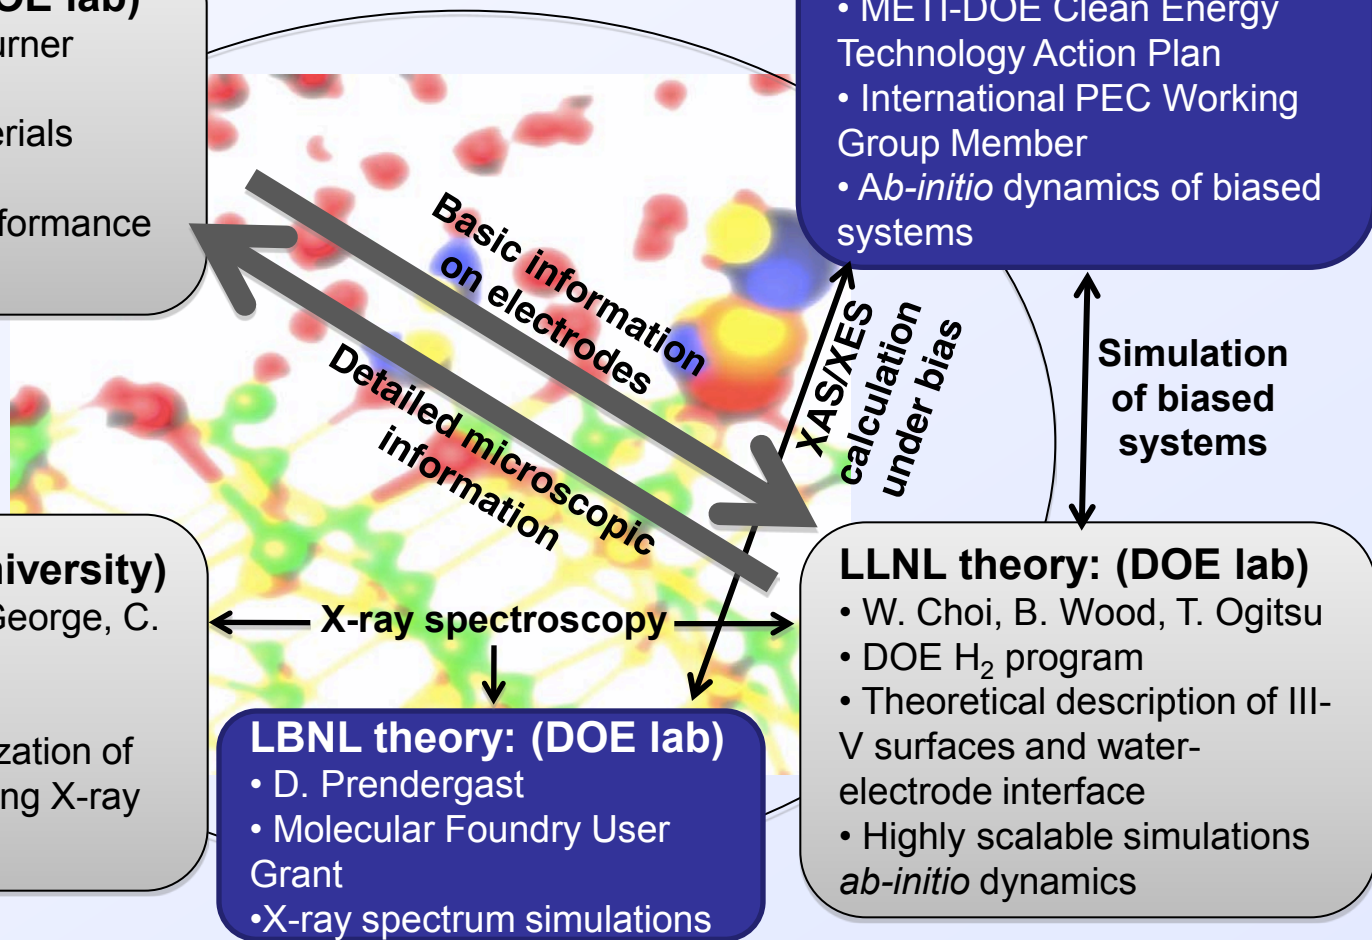 OE lab)
urner
erials
formance
• METI-DOE Clean Energy
Technology Action Plan
• International PEC Working
Group Member
• Ab-initio dynamics of biased
systems
Basic information
on electrodes
Detailed microscopic
information
XAS/XES
calculation
under bias
Simulation
of biased
systems
X-ray spectroscopy
iversity)
George, C.
zation of
ng X-ray
LBNL theory: (DOE lab)
• D. Prendergast
• Molecular Foundry User
Grant
•X-ray spectrum simulations
LLNL theory: (DOE lab)
• W. Choi, B. Wood, T. Ogitsu
• DOE H₂ program
• Theoretical description of III-
V surfaces and water-
electrode interface
• Highly scalable simulations
ab-initio dynamics